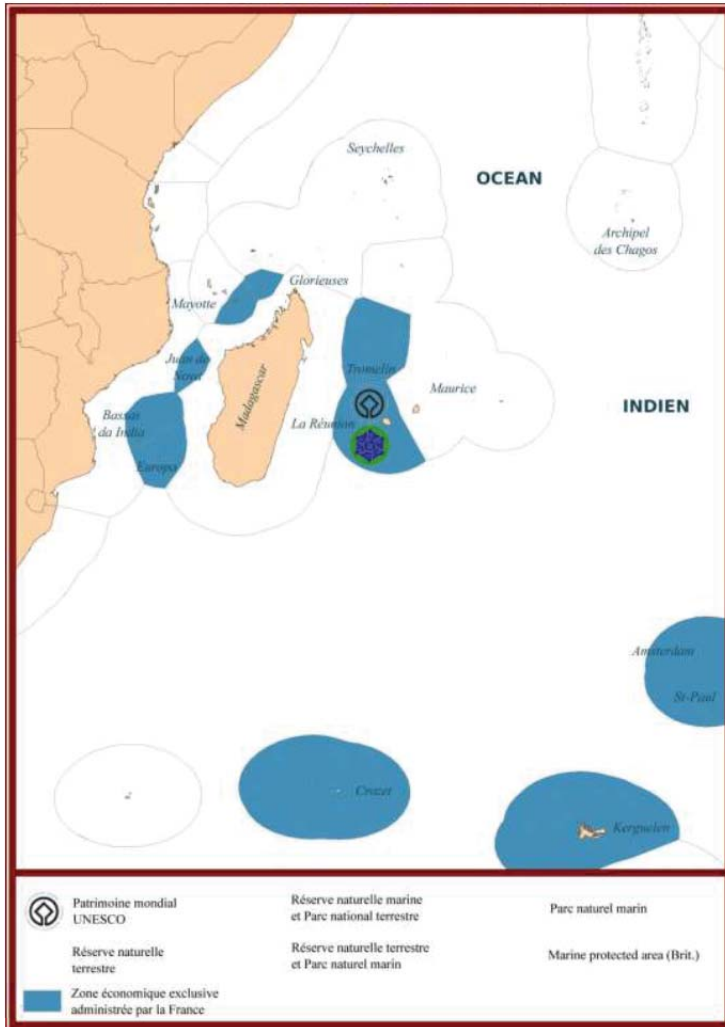 Seychelles
OCEAN
Archipel
des Chagos
Glorieuses
Mayotte
Juan de
Nova
Tromelin
Madagascar
Maurice
Bassas
da India
La Réunion
INDIEN
Europa
Amsterdam
St-Paul
Crozet
Kerguelen
Patrimoine mondial
UNESCO
Réserve naturelle marine
et Parc national terrestre
Parc naturel marin
Réserve naturelle
terrestre
Réserve naturelle terrestre
et Parc naturel marin
Marine protected area (Brit.)
Zone économique exclusive
administrée par la France